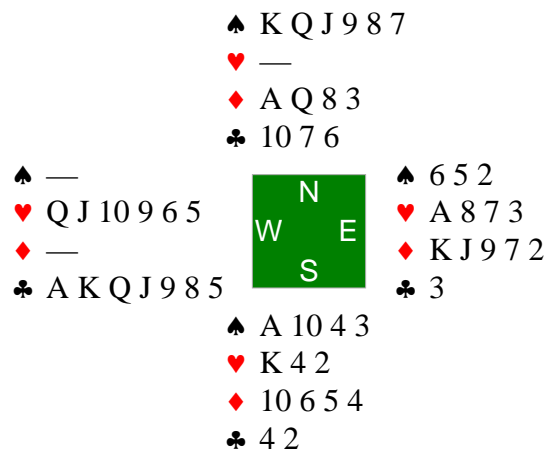 ♠ K Q J 9 8 7
♥ —
♦ A Q 8 3
♣ 10 7 6
♠ —
♥ Q J 10 9 6 5
♦ —
♣ A K Q J 9 8 5
N
W E
S
♠ 6 5 2
♥ A 8 7 3
♦ K J 9 7 2
♣ 3
♠ A 10 4 3
♥ K 4 2
♦ 10 6 5 4
♣ 4 2